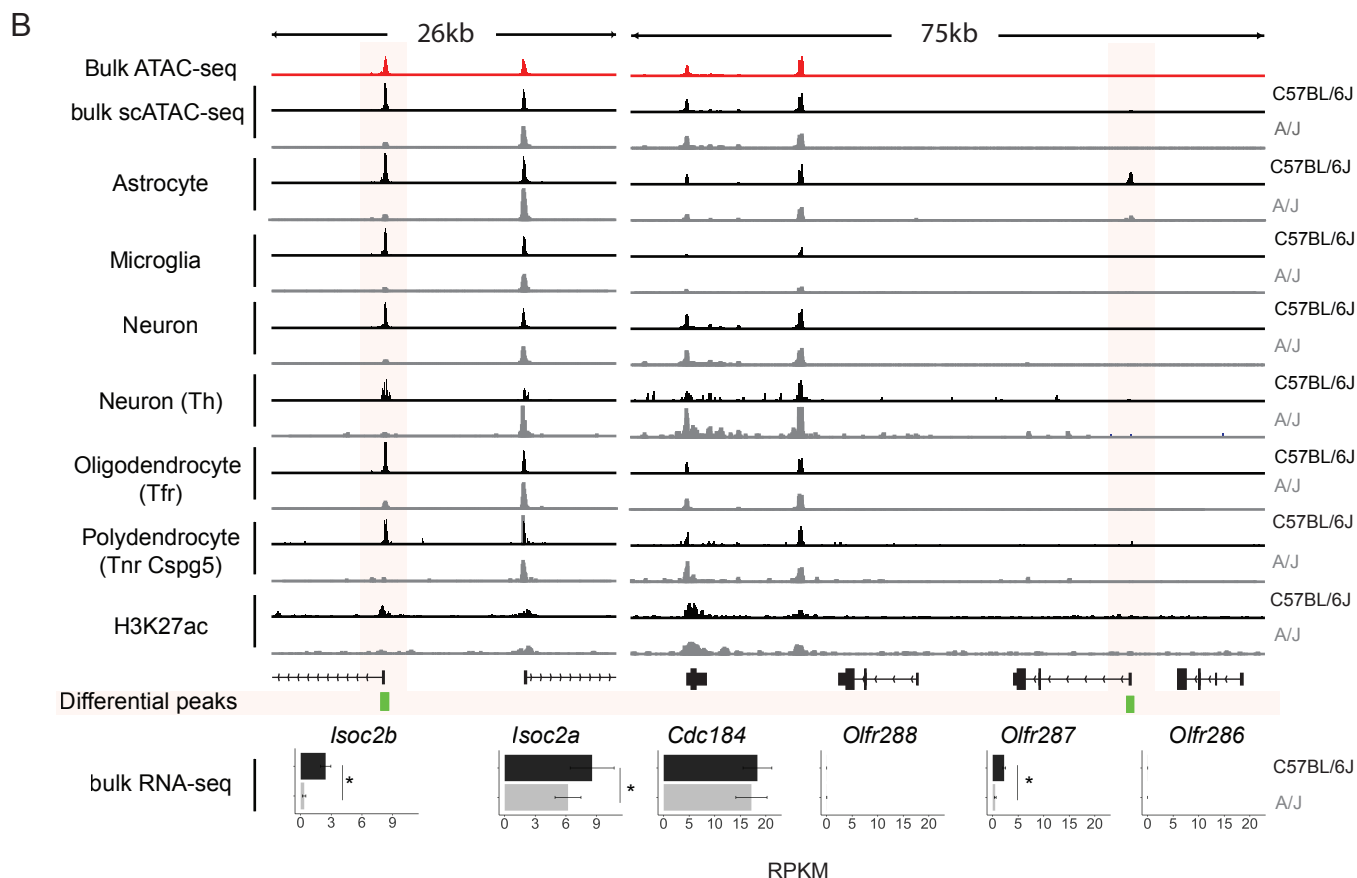 B
26kb 75kb
Bulk ATAC-seq
bulk scATAC-seq C57BL/6J
A/J
Astrocyte C57BL/6J
A/J
Microglia C57BL/6J
A/J
Neuron C57BL/6J
A/J
Neuron (Th) C57BL/6J
A/J
Oligodendrocyte C57BL/6J
(Tfr) A/J
Polydendrocyte C57BL/6J
(Tnr Cspg5) A/J
H3K27ac C57BL/6J
A/J
Differential peaks
Isoc2b Isoc2a Cdc184 Olfr288 Olfr287 Olfr286
bulk RNA-seq * * * C57BL/6J
A/J
0 3 6 9 0 3 6 9 0 5 10 15 20 0 5 10 15 20 0 5 10 15 20 0 5 10 15 20
RPKM